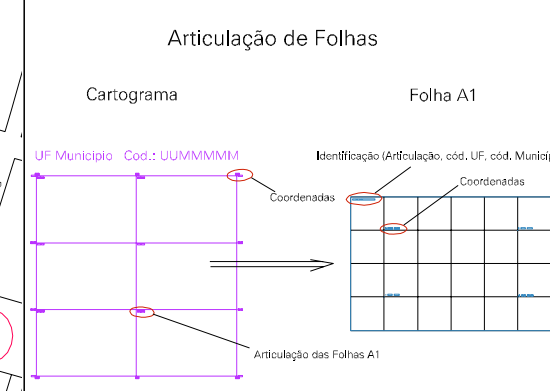 Articulação de Folhas
Cartograma
Folha A1
UF Municipio Cod.: UUMMMMM
Identificação (Articulação, cód. UF, cód. Municíp
Coordenadas
Coordenadas
Articulação das Folhas A1